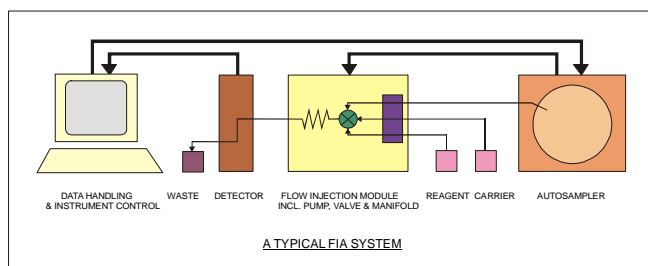 DATA HANDLING
& INSTRUMENT CONTROL
WASTE
DETECTOR
FLOW INJECTION MODULE
INCL. PUMP, VALVE & MANIFOLD
REAGENT
CARRIER
AUTOSAMPLER
A TYPICAL FIA SYSTEM